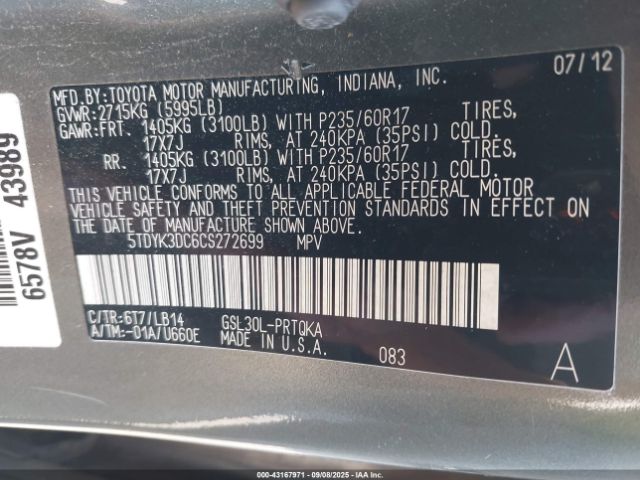 07/12
MFD.BY:TOYOTA MOTOR MANUFACTURING, INDIANA, INC.
GVWR:2715KG (5995LB)
GAWR:FRT. 1405KG (3100LB) WITH P235/60R17 TIRES,
17X7J RIMS, AT 240KPA (35PSI) COLD.
RR. 1405KG (3100LB) WITH P235/60R17 TIRES,
17X7J RIMS, AT 240KPA (35PSI) COLD.
THIS VEHICLE CONFORMS TO ALL APPLICABLE FEDERAL MOTOR
VEHICLE SAFETY AND THEFT PREVENTION STANDARDS IN EFFECT ON
THE DATE OF MANUFACTURE SHOWN ABOVE.
5TDYK3DC6CS272699 MPV
C/TR:6T7/LB14 GSL30L-PRTQKA
A/TM:-01A/U660E MADE IN U.S.A.
083
A
6578V 43989
000-43167971 - 09/08/2025 - IAAI.COM